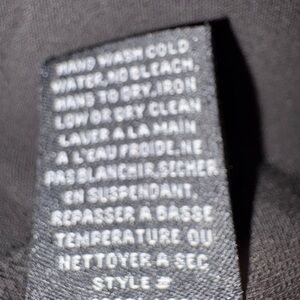 HAND WASH COLD
WATER, NO BLEACH,
HANG TO DRY, IRON
LOW OR DRY CLEAN
LAVER A LA MAIN
A L'EAU FROIDE, NE
PAS BLANCHIR, SECHER
EN SUSPENDANT,
REPASSER A BASSE
TEMPERATURE OU
NETTOYER A SEC
STYLE #